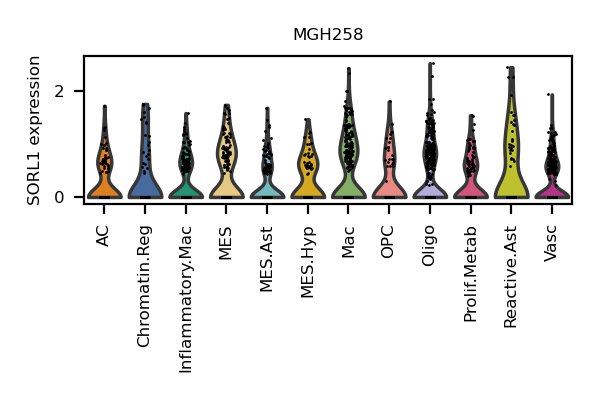 MGH258
SORL1 expression
2
0
AC
Chromatin.Reg
Inflammatory.Mac
MES
MES.Ast
MES.Hyp
Mac
OPC
Oligo
Prolif.Metab
Reactive.Ast
Vasc